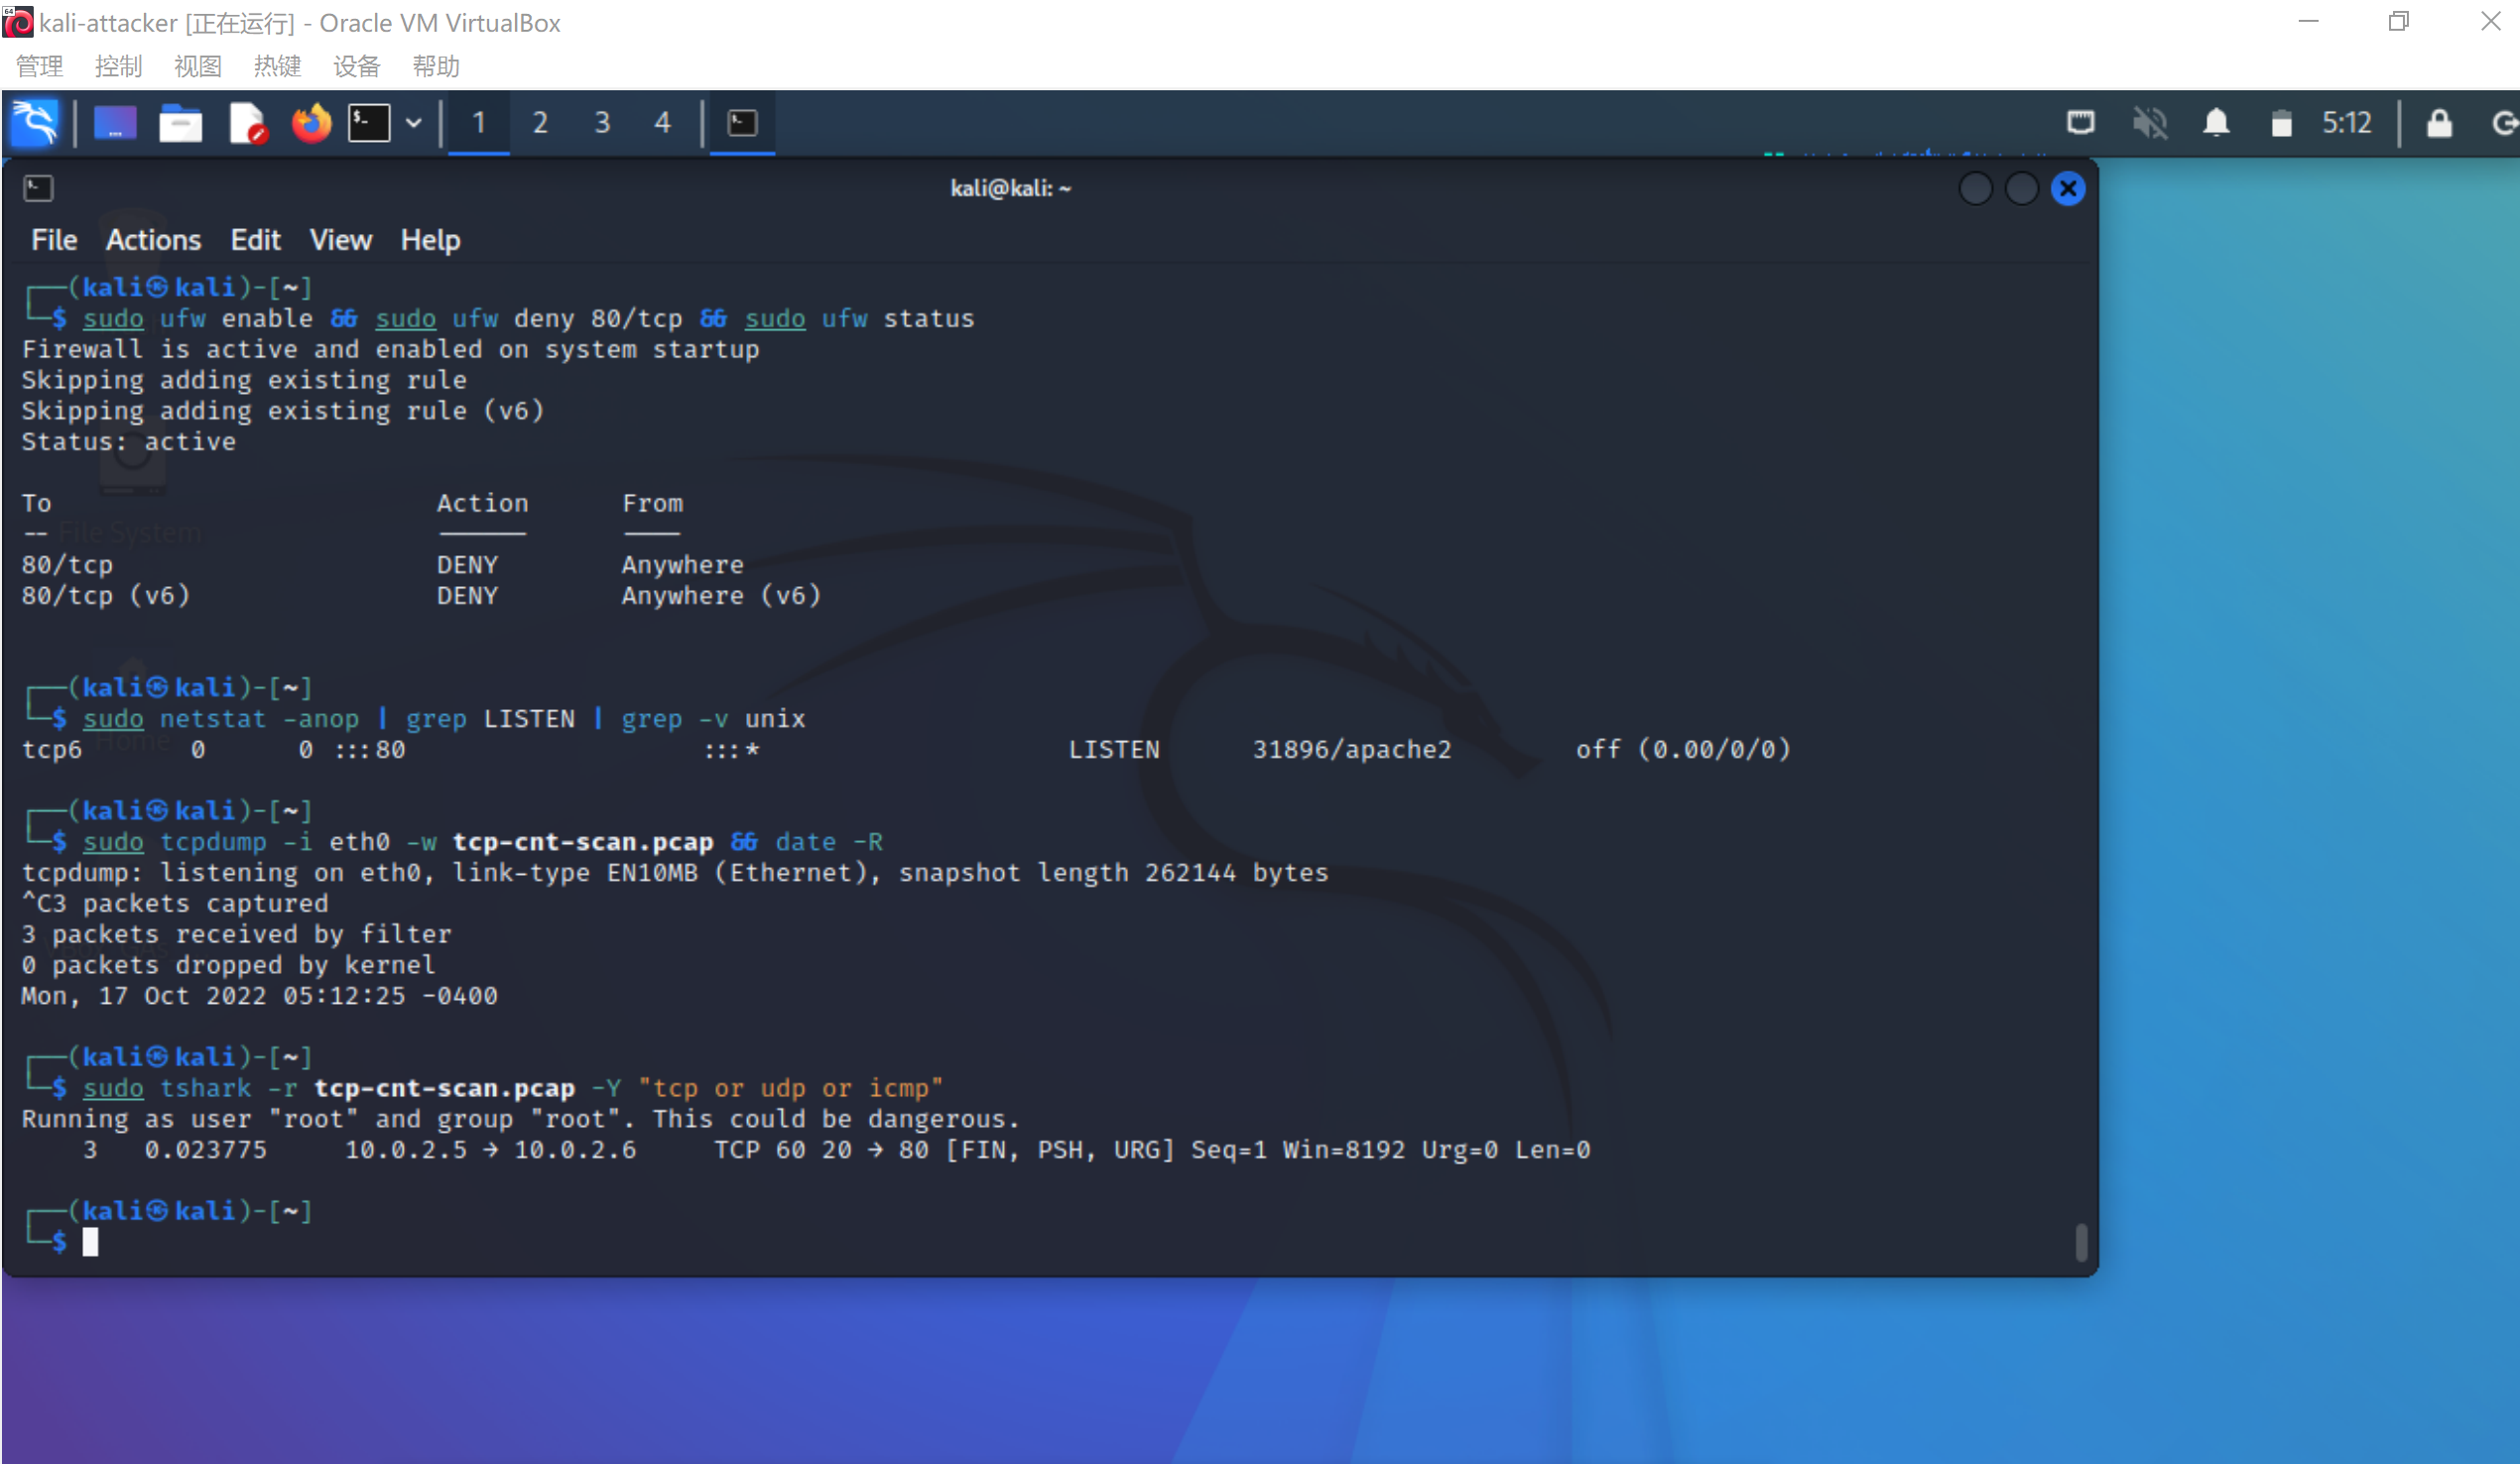 kali-attacker [正在运行] - Oracle VM VirtualBox
管理 控制 视图 热键 设备 帮助
1 2 3 4 5:12
kali@kali: ~
File Actions Edit View Help
┌──(kali㉿kali)-[~]
└─$ sudo ufw enable && sudo ufw deny 80/tcp && sudo ufw status
Firewall is active and enabled on system startup
Skipping adding existing rule
Skipping adding existing rule (v6)
Status: active
To Action From
-- ------ ----
80/tcp DENY Anywhere
80/tcp (v6) DENY Anywhere (v6)
┌──(kali㉿kali)-[~]
└─$ sudo netstat -anop | grep LISTEN | grep -v unix
tcp6 0 0 :::80 :::* LISTEN 31896/apache2 off (0.00/0/0)
┌──(kali㉿kali)-[~]
└─$ sudo tcpdump -i eth0 -w tcp-cnt-scan.pcap && date -R
tcpdump: listening on eth0, link-type EN10MB (Ethernet), snapshot length 262144 bytes
^C3 packets captured
3 packets received by filter
0 packets dropped by kernel
Mon, 17 Oct 2022 05:12:25 -0400
┌──(kali㉿kali)-[~]
└─$ sudo tshark -r tcp-cnt-scan.pcap -Y "tcp or udp or icmp"
Running as user "root" and group "root". This could be dangerous.
3 0.023775 10.0.2.5 → 10.0.2.6 TCP 60 20 → 80 [FIN, PSH, URG] Seq=1 Win=8192 Urg=0 Len=0
┌──(kali㉿kali)-[~]
└─$
File System
Home